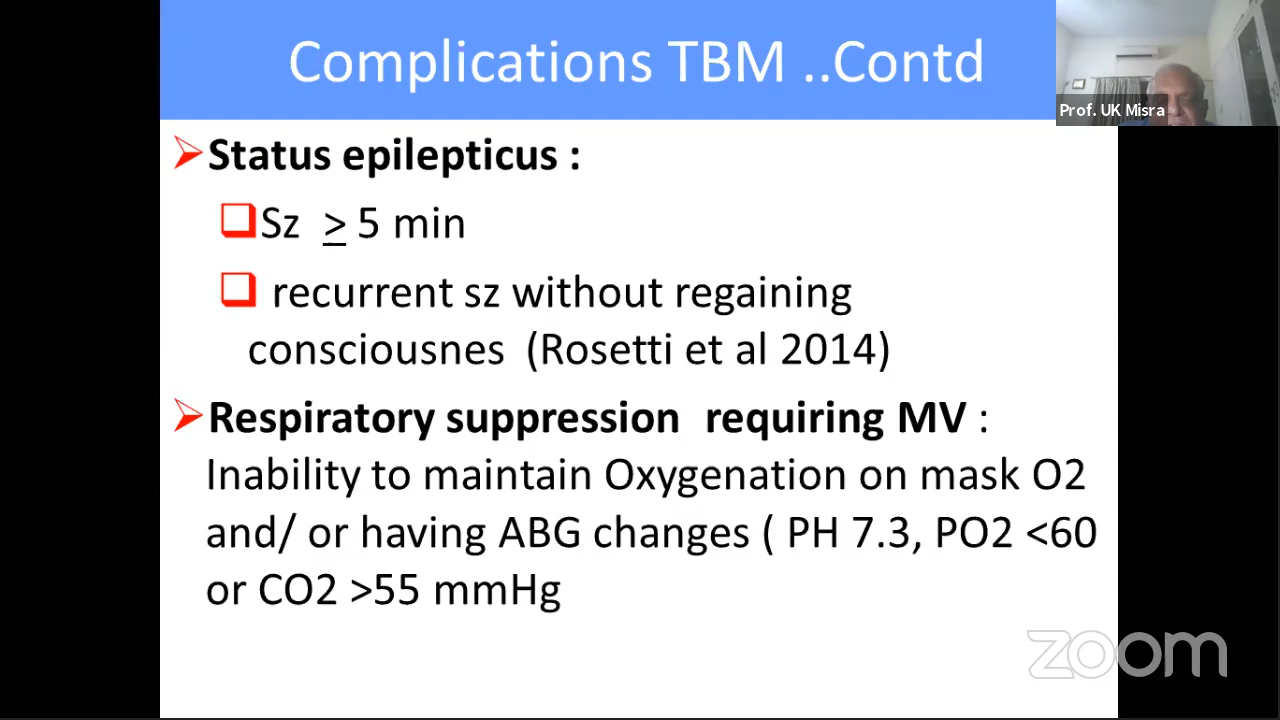 Complications TBM ..Contd
Prof. UK Misra
Status epilepticus :
Sz ≥ 5 min
recurrent sz without regaining
consciousnes (Rosetti et al 2014)
Respiratory suppression requiring MV :
Inability to maintain Oxygenation on mask O2
and/ or having ABG changes ( PH 7.3, PO2 <60
or CO2 >55 mmHg
zoom